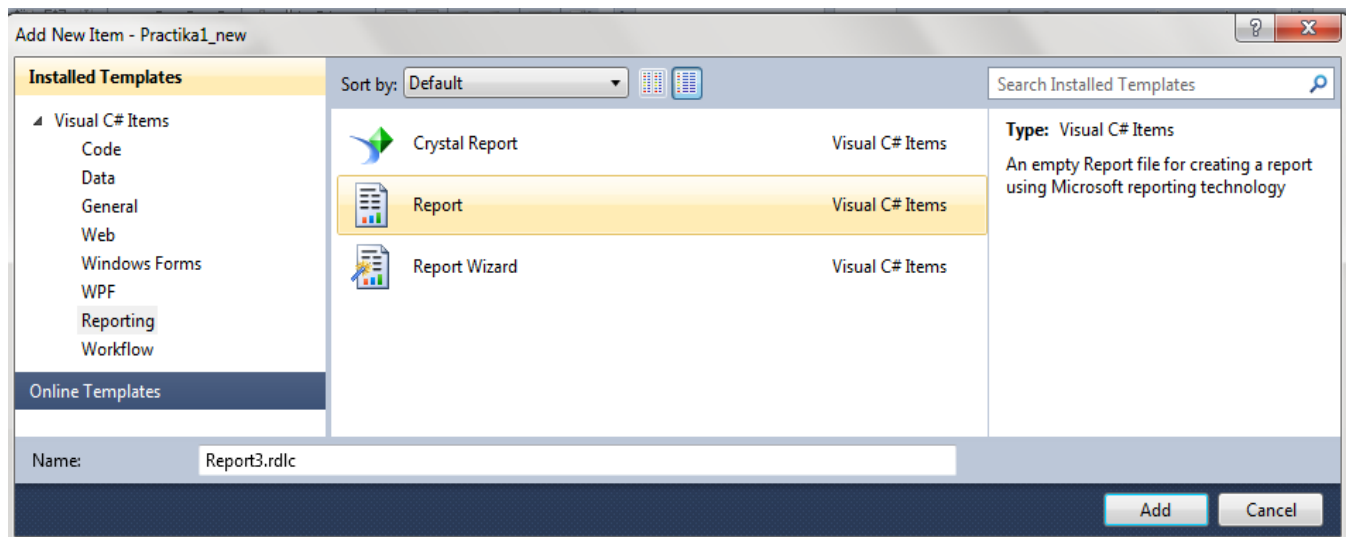 Add New Item - Practika1_new
Installed Templates
Visual C# Items
Code
Data
General
Web
Windows Forms
WPF
Reporting
Workflow
Online Templates
Sort by: Default
Crystal Report Visual C# Items
Report Visual C# Items
Report Wizard Visual C# Items
Search Installed Templates
Type: Visual C# Items
An empty Report file for creating a report
using Microsoft reporting technology
Name: Report3.rdlc
Add Cancel